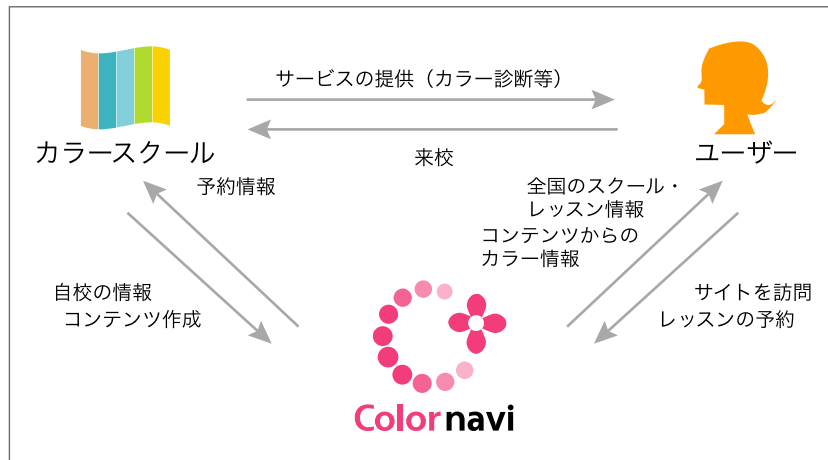 サービスの提供（カラー診断等）
カラースクール
来校
ユーザー
予約情報
全国のスクール・
レッスン情報
コンテンツからの
カラー情報
自校の情報
コンテンツ作成
サイトを訪問
レッスンの予約
Colornavi